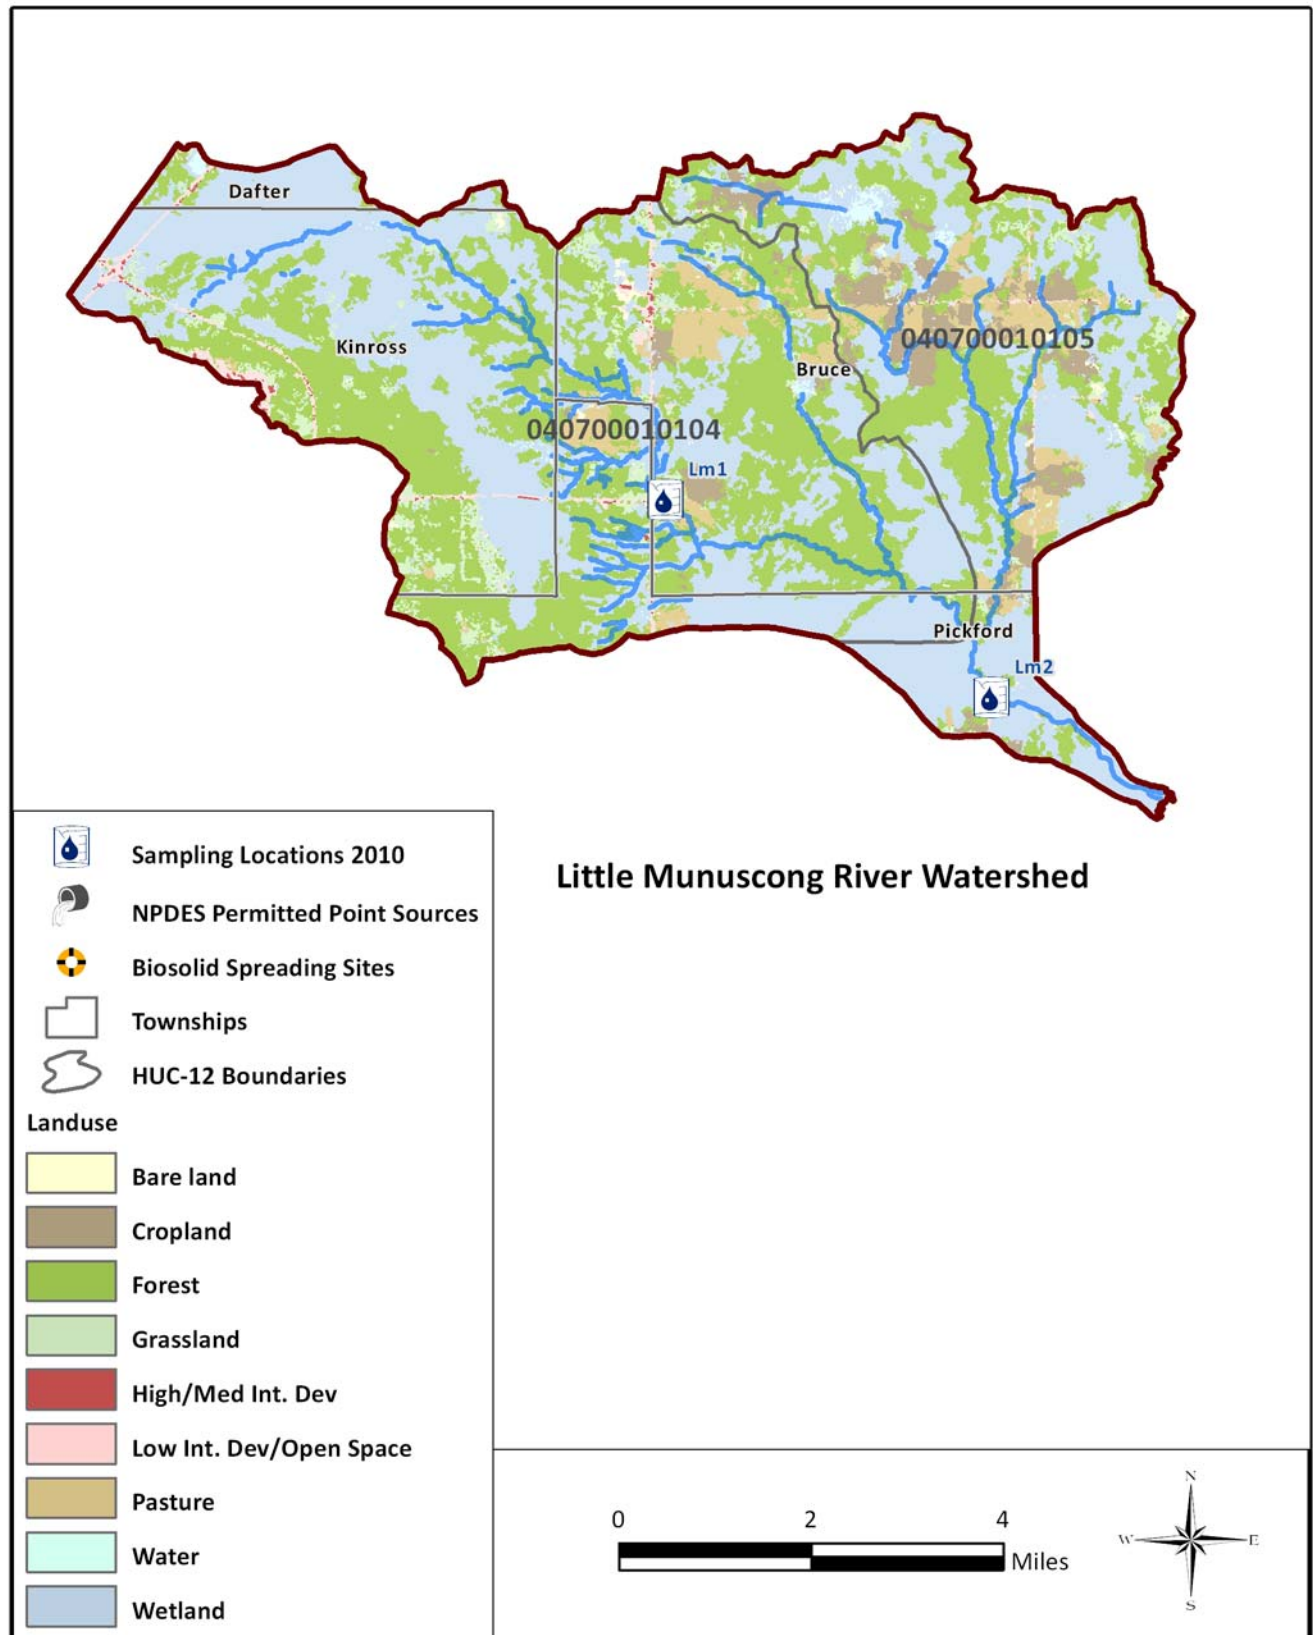 Dafter
Kinross
040700010105
Bruce
040700010104
Lm1
Pickford
Lm2
Little Munuscong River Watershed
Sampling Locations 2010
NPDES Permitted Point Sources
Biosolid Spreading Sites
Townships
HUC-12 Boundaries
Landuse
Bare land
Cropland
Forest
Grassland
High/Med Int. Dev
Low Int. Dev/Open Space
Pasture
Water
Wetland
0 2 4
Miles
N
W E
S